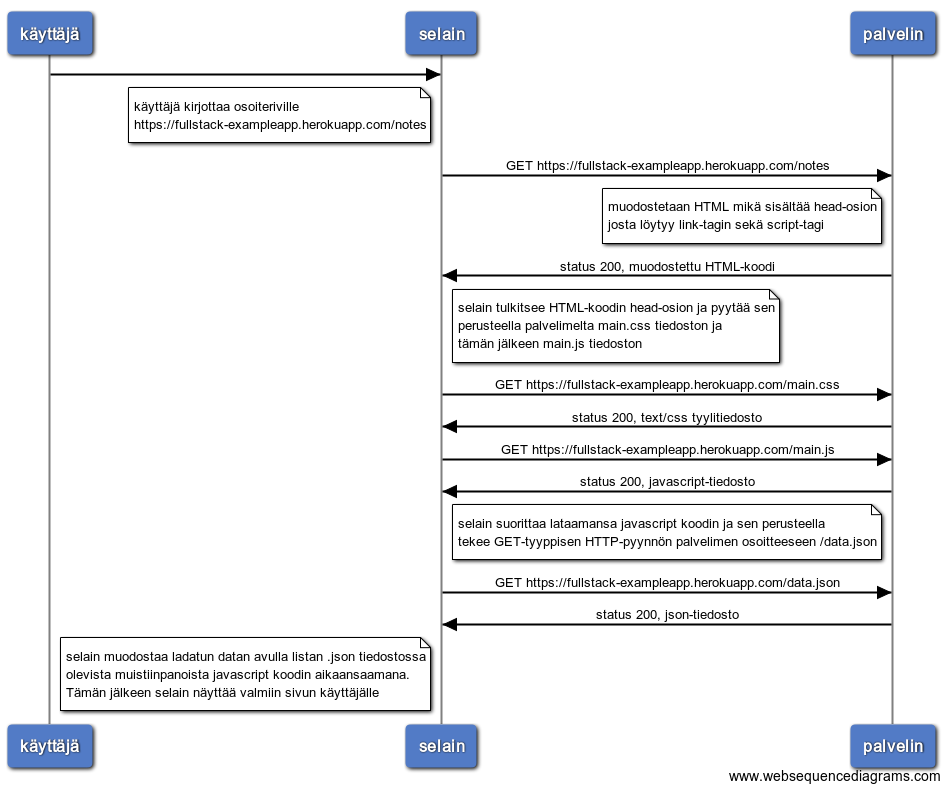 käyttäjä
selain
palvelin
käyttäjä kirjottaa osoiteriville
https://fullstack-exampleapp.herokuapp.com/notes
GET https://fullstack-exampleapp.herokuapp.com/notes
muodostetaan HTML mikä sisältää head-osion
josta löytyy link-tagin sekä script-tagi
status 200, muodostettu HTML-koodi
selain tulkitsee HTML-koodin head-osion ja pyytää sen
perusteella palvelimelta main.css tiedoston ja
tämän jälkeen main.js tiedoston
GET https://fullstack-exampleapp.herokuapp.com/main.css
status 200, text/css tyylitiedosto
GET https://fullstack-exampleapp.herokuapp.com/main.js
status 200, javascript-tiedosto
selain suorittaa lataamansa javascript koodin ja sen perusteella
tekee GET-tyyppisen HTTP-pyynnön palvelimen osoitteeseen /data.json
GET https://fullstack-exampleapp.herokuapp.com/data.json
status 200, json-tiedosto
selain muodostaa ladatun datan avulla listan .json tiedostossa
olevista muistiinpanoista javascript koodin aikaansaamana.
Tämän jälkeen selain näyttää valmiin sivun käyttäjälle
käyttäjä
selain
palvelin
www.websequencediagrams.com